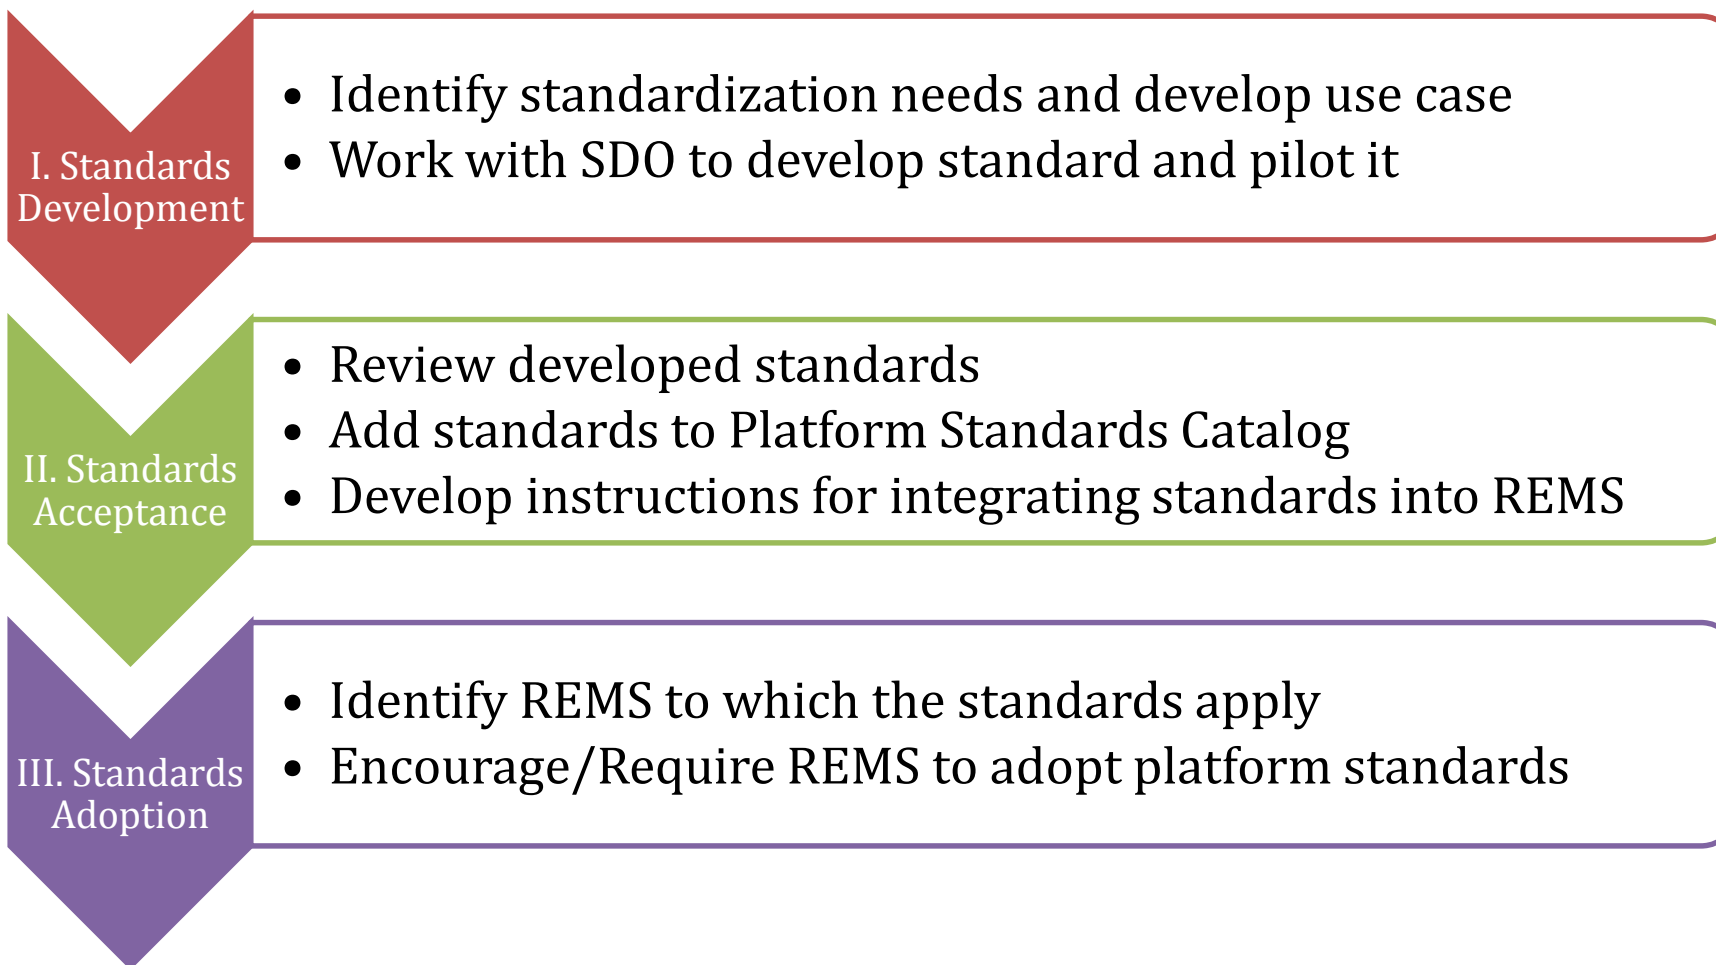 I. Standards
Development
• Identify standardization needs and develop use case
• Work with SDO to develop standard and pilot it
II. Standards
Acceptance
• Review developed standards
• Add standards to Platform Standards Catalog
• Develop instructions for integrating standards into REMS
III. Standards
Adoption
• Identify REMS to which the standards apply
• Encourage/Require REMS to adopt platform standards